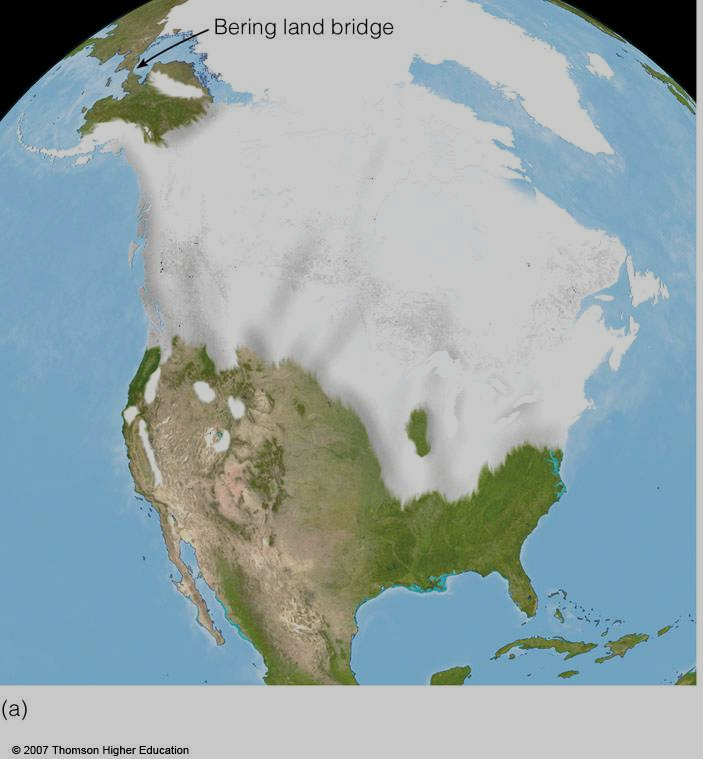 Bering land bridge
(a)
© 2007 Thomson Higher Education